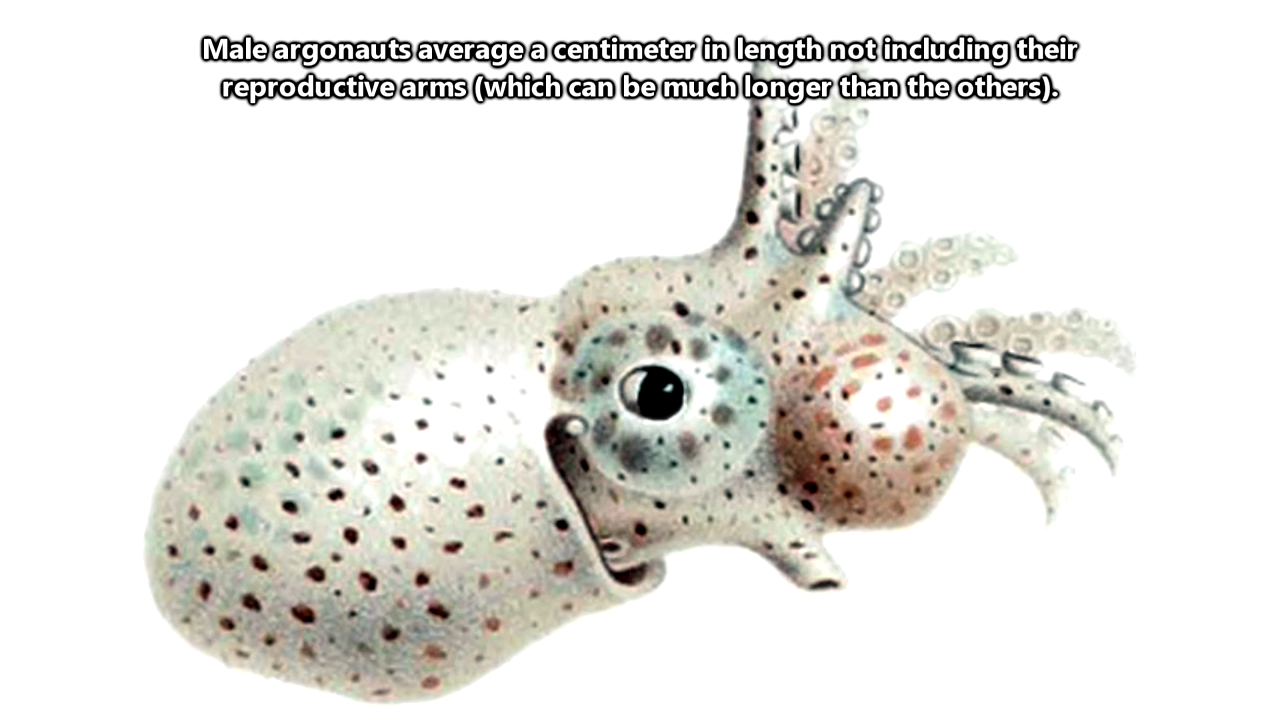 Male argonauts average a centimeter in length not including their
reproductive arms (which can be much longer than the others).